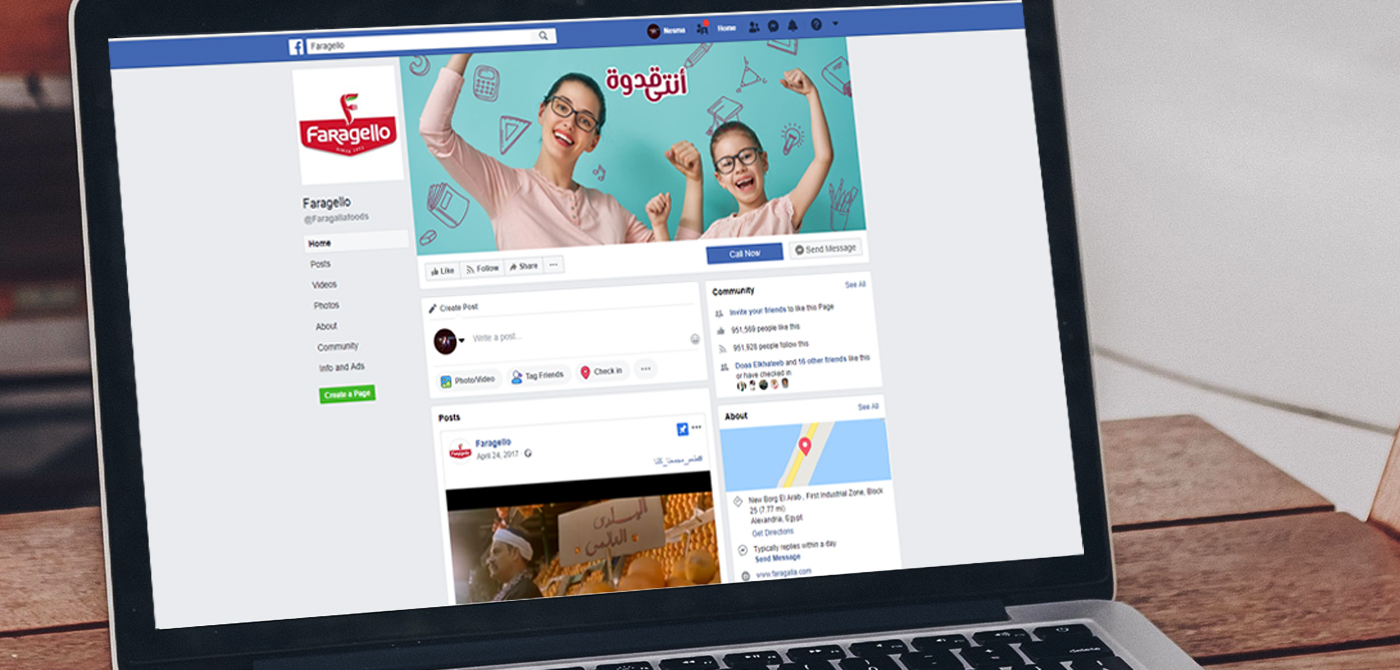 Faragello
Nesma
Home
Faragello
SINCE 1973
أنتي قدوة
Faragello
@Faragallafoods
Home
Posts
Videos
Photos
About
Community
Info and Ads
Create a Page
Like
Follow
Share
Call Now
Send Message
Create Post
Write a post...
Photo/Video
Tag Friends
Check in
Posts
Faragello
April 24, 2017
Community
See All
Invite your friends to like this Page
951,569 people like this
951,928 people follow this
Doaa Elkhateeb and 16 other friends like this
or have checked in
About
See All
New Borg El Arab , First Industrial Zone, Block
25 (7.77 mi)
Alexandria, Egypt
Get Directions
Typically replies within a day
Send Message
www.faragalla.com
delete